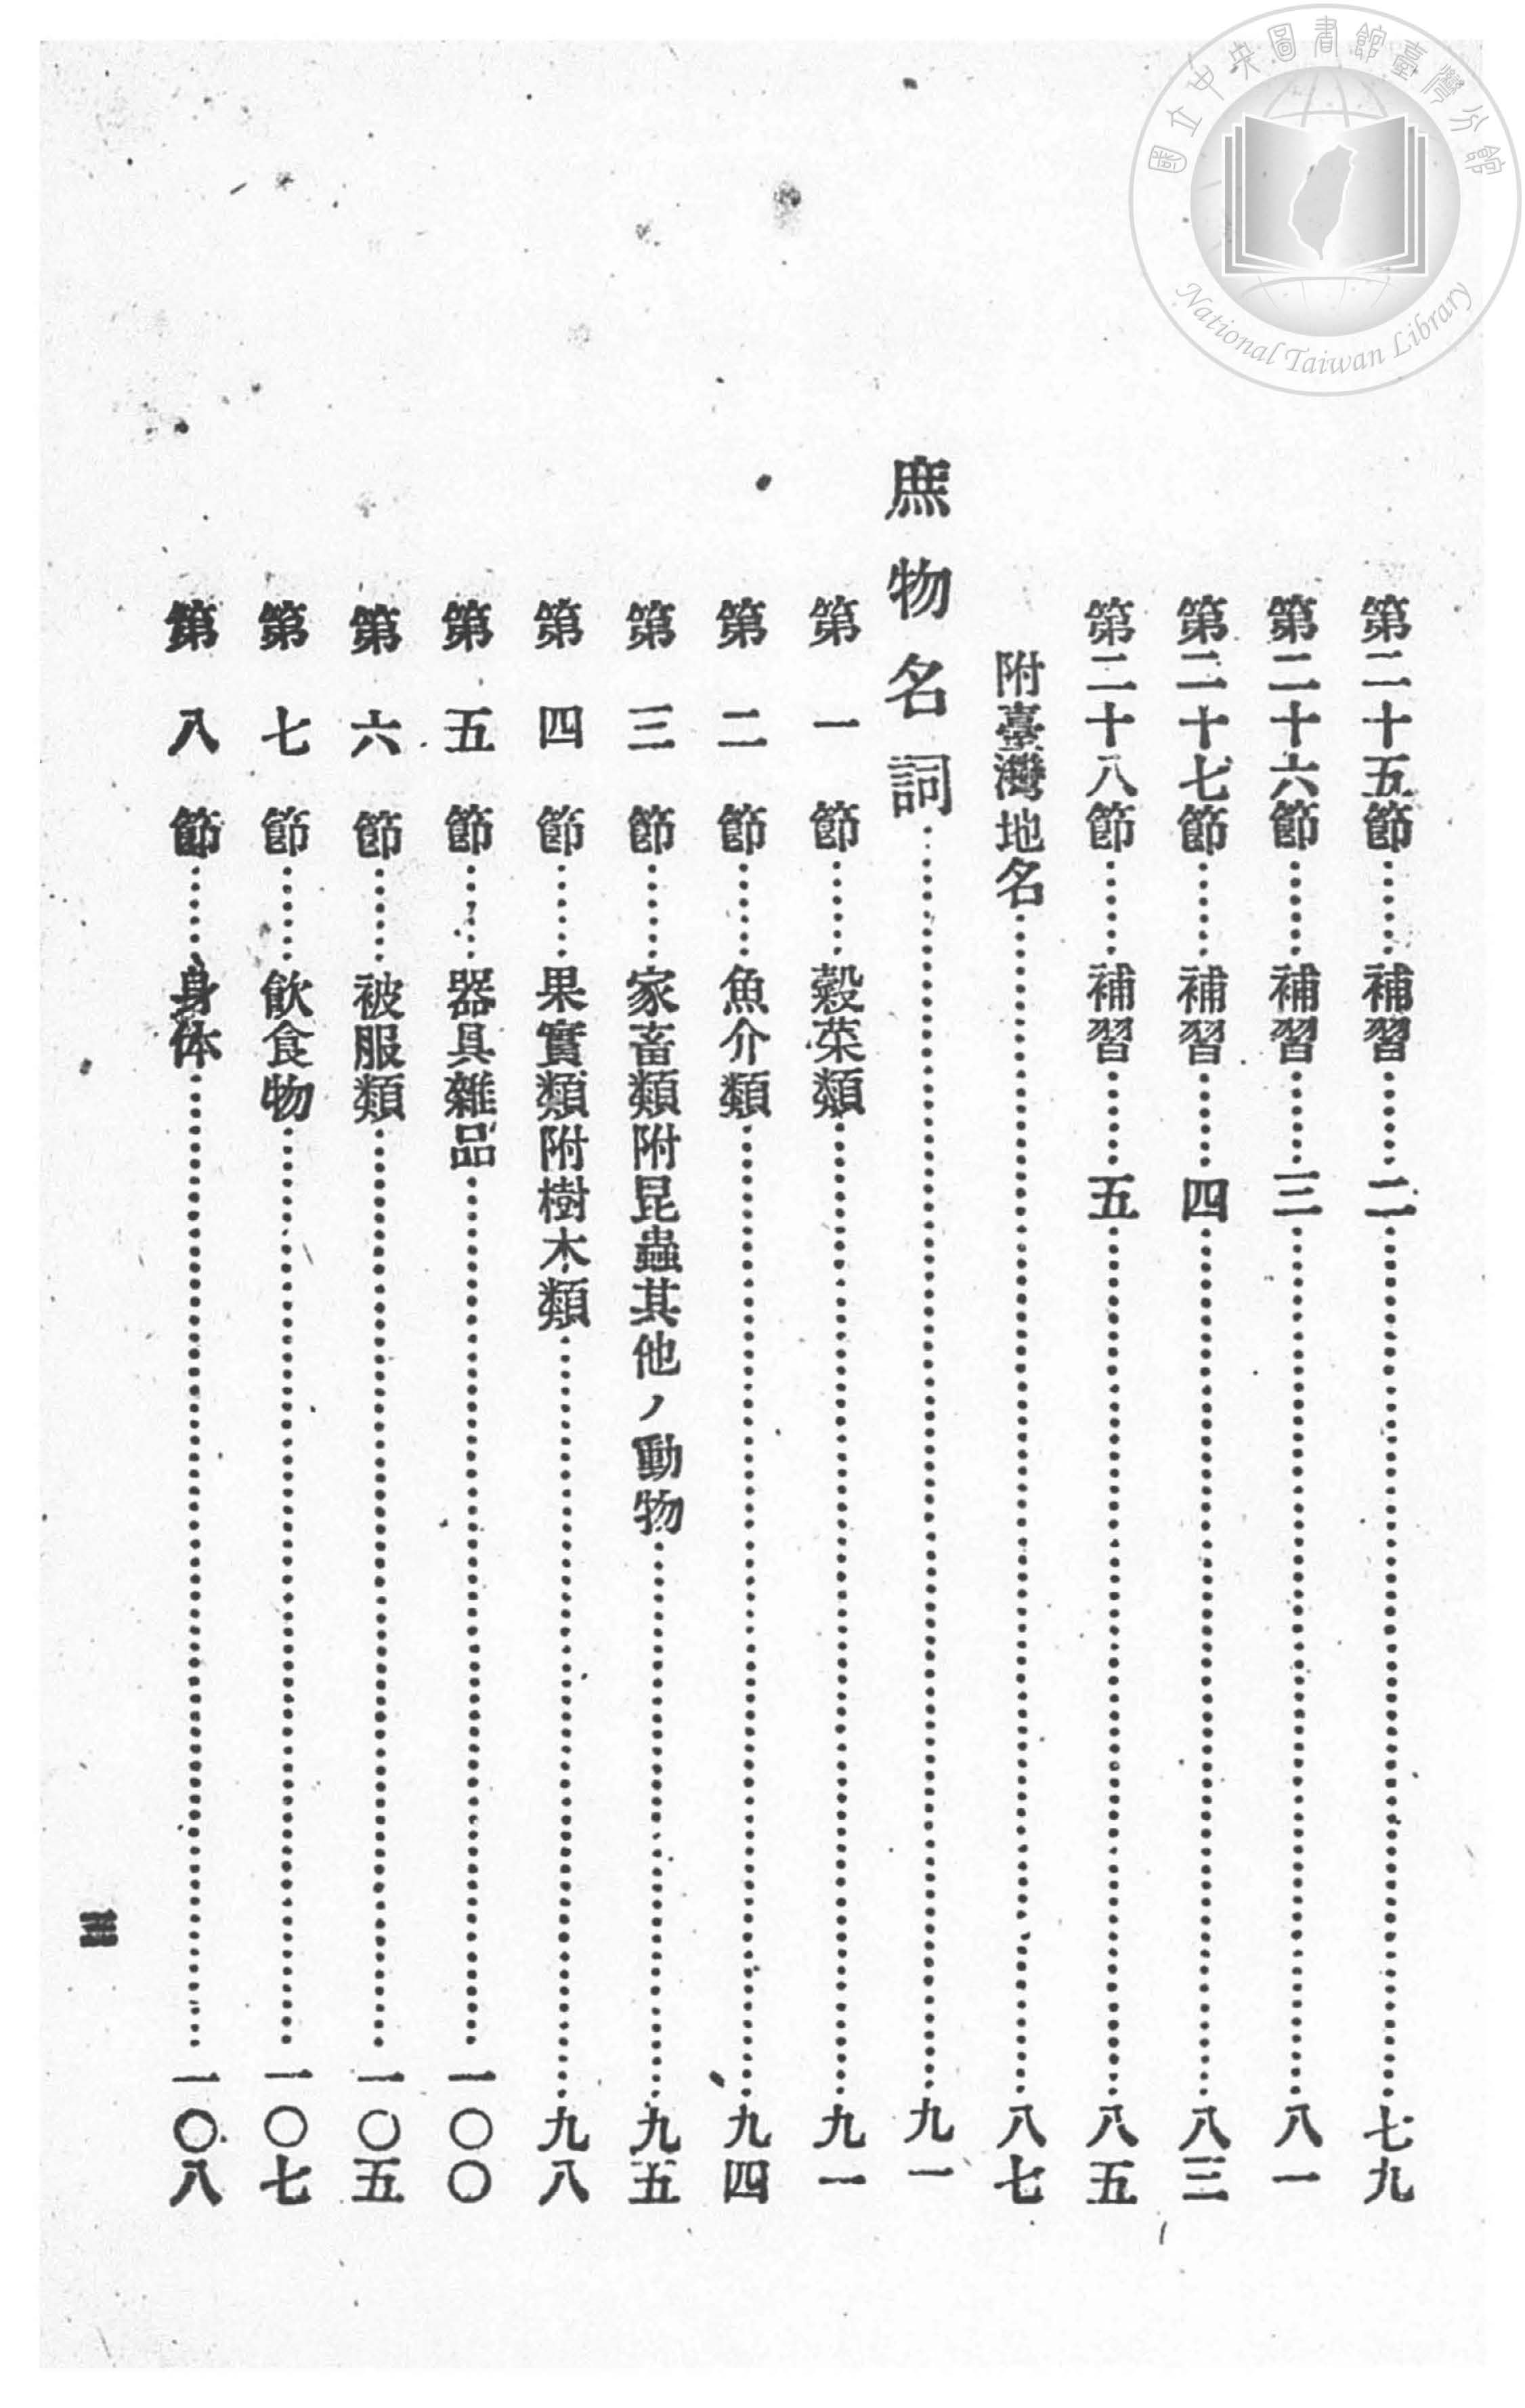 第二十五節……補習……二……七九
第二十六節……補習……三……八一
第二十七節……補習……四……八三
第二十八節……補習……五……八五
附臺灣地名……八七
庶物名詞……九一
第一節……穀菜類……九一
第二節……魚介類……九四
第三節……家畜類附昆蟲其他ノ動物……九五
第四節……果實類附樹木類……九八
第五節……器具雜品……一〇〇
第六節……被服類……一〇五
第七節……飲食物……一〇七
第八節……身体……一〇八
三
國立中央圖書館臺灣分館
National Taiwan Library